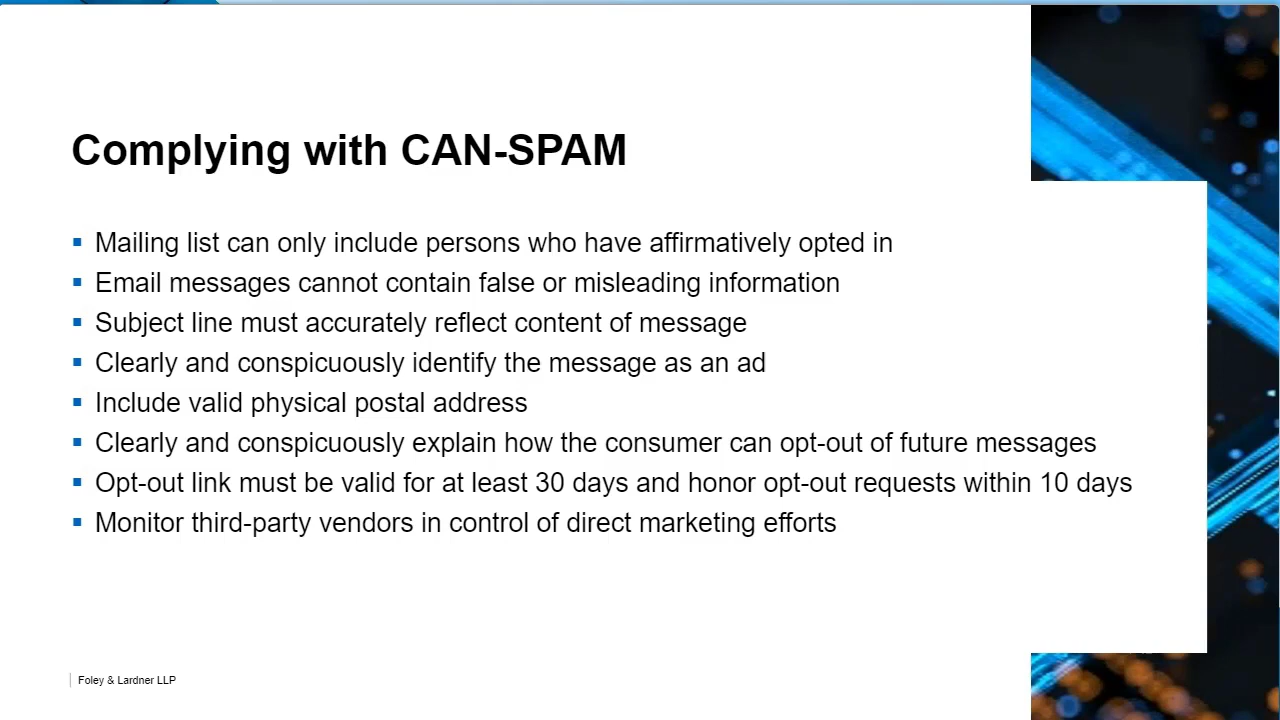 Complying with CAN-SPAM
▪ Mailing list can only include persons who have affirmatively opted in
▪ Email messages cannot contain false or misleading information
▪ Subject line must accurately reflect content of message
▪ Clearly and conspicuously identify the message as an ad
▪ Include valid physical postal address
▪ Clearly and conspicuously explain how the consumer can opt-out of future messages
▪ Opt-out link must be valid for at least 30 days and honor opt-out requests within 10 days
▪ Monitor third-party vendors in control of direct marketing efforts
Foley & Lardner LLP